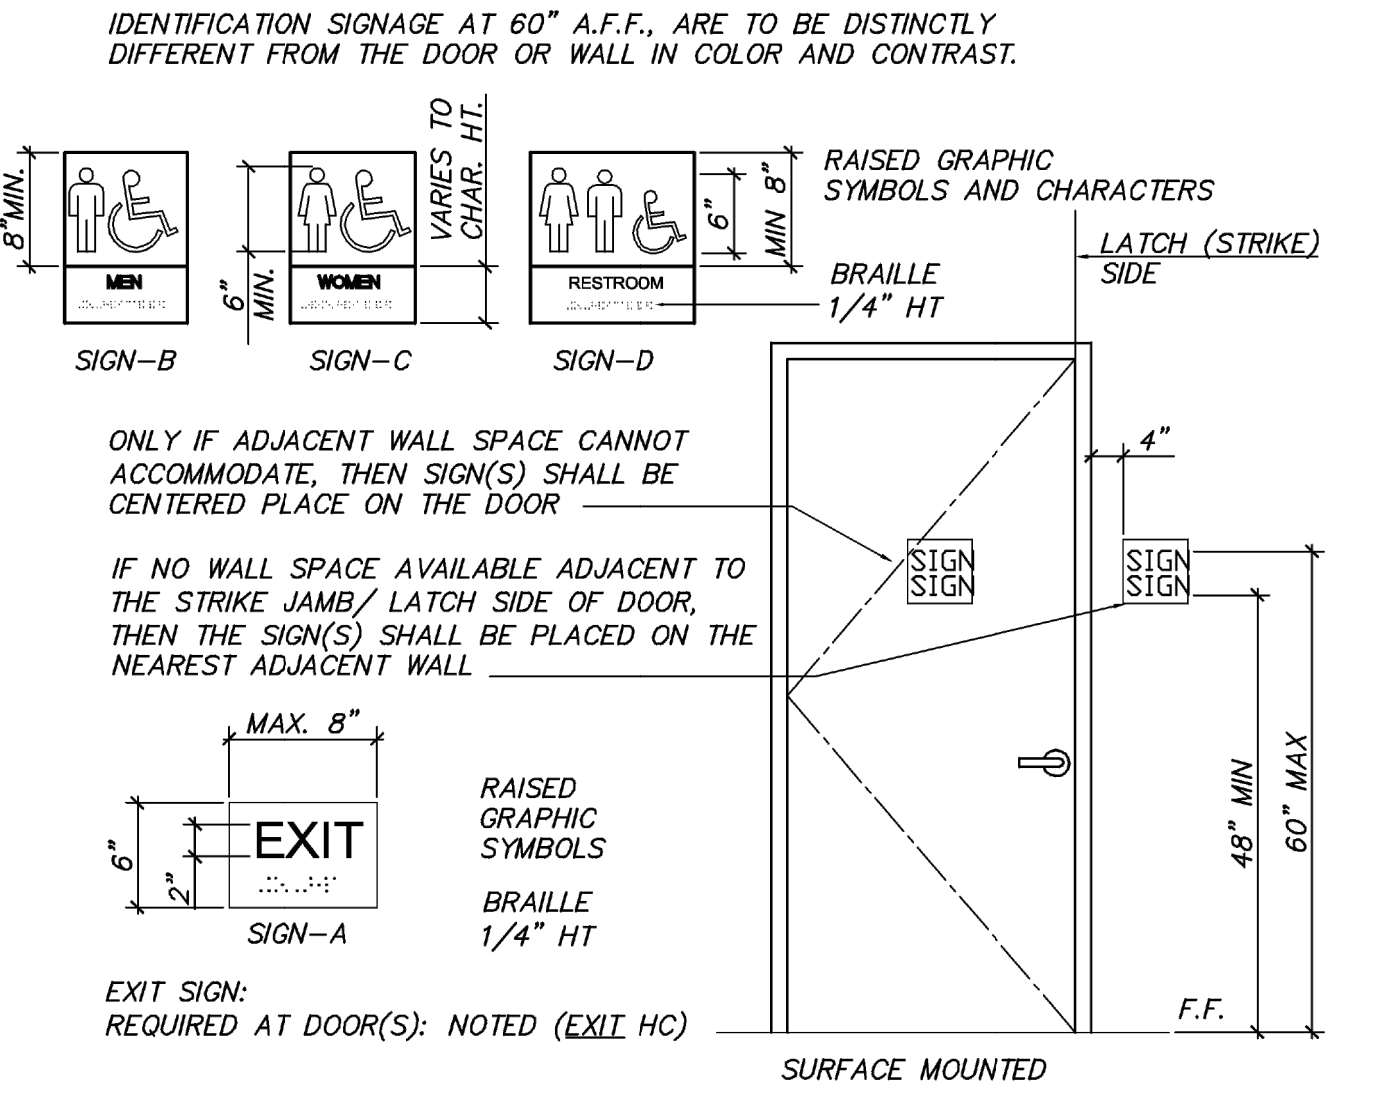 IDENTIFICATION SIGNAGE AT 60" A.F.F., ARE TO BE DISTINCTLY
DIFFERENT FROM THE DOOR OR WALL IN COLOR AND CONTRAST.
8"MIN.
MEN
SIGN-B
6"
MIN.
WOMEN
SIGN-C
VARIES TO
CHAR. HT.
RESTROOM
SIGN-D
6"
MIN 8"
RAISED GRAPHIC
SYMBOLS AND CHARACTERS
BRAILLE
1/4" HT
LATCH (STRIKE)
SIDE
ONLY IF ADJACENT WALL SPACE CANNOT
ACCOMMODATE, THEN SIGN(S) SHALL BE
CENTERED PLACE ON THE DOOR
4"
SIGN
SIGN
SIGN
SIGN
IF NO WALL SPACE AVAILABLE ADJACENT TO
THE STRIKE JAMB/ LATCH SIDE OF DOOR,
THEN THE SIGN(S) SHALL BE PLACED ON THE
NEAREST ADJACENT WALL
MAX. 8"
6"
2"
EXIT
SIGN-A
RAISED
GRAPHIC
SYMBOLS
BRAILLE
1/4" HT
48" MIN
60" MAX
EXIT SIGN:
REQUIRED AT DOOR(S): NOTED (EXIT HC)
F.F.
SURFACE MOUNTED